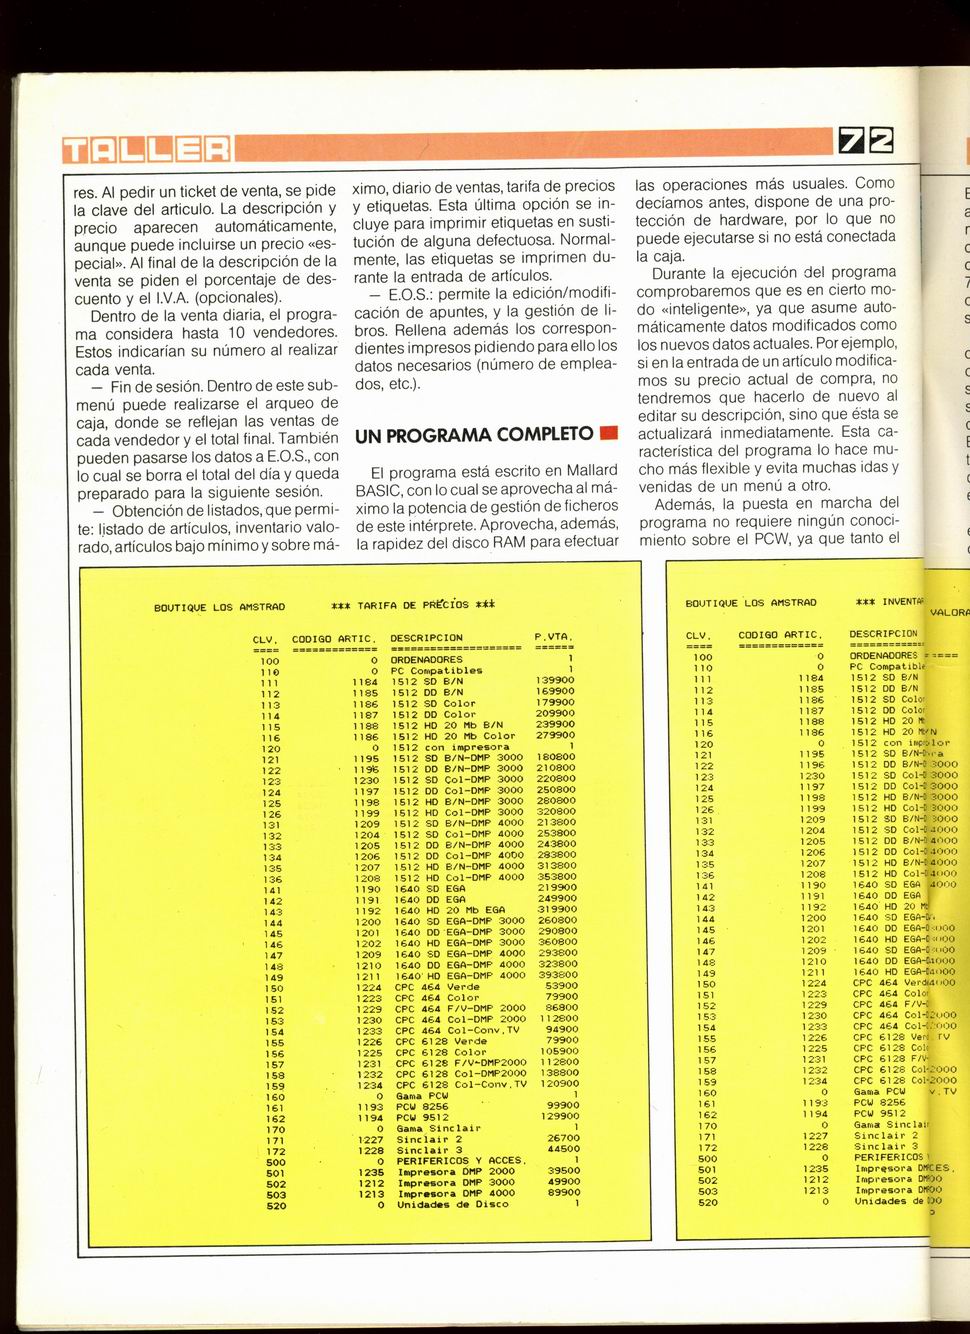 TALLER
72
res. Al pedir un ticket de venta, se pide
la clave del articulo. La descripción y
precio aparecen automáticamente,
aunque puede incluirse un precio «es-
pecial». Al final de la descripción de la
venta se piden el porcentaje de des-
cuento y el I.V.A. (opcionales).
Dentro de la venta diaria, el progra-
ma considera hasta 10 vendedores.
Estos indicarían su número al realizar
cada venta.
— Fin de sesión. Dentro de este sub-
menú puede realizarse el arqueo de
caja, donde se reflejan las ventas de
cada vendedor y el total final. También
pueden pasarse los datos a E.O.S., con
lo cual se borra el total del día y queda
preparado para la siguiente sesión.
— Obtención de listados, que permi-
te: listado de artículos, inventario valo-
rado, artículos bajo mínimo y sobre má-
ximo, diario de ventas, tarifa de precios
y etiquetas. Esta última opción se in-
cluye para imprimir etiquetas en susti-
tución de alguna defectuosa. Normal-
mente, las etiquetas se imprimen du-
rante la entrada de artículos.
— E.O.S.: permite la edición/modifi-
cación de apuntes, y la gestión de li-
bros. Rellena además los correspon-
dientes impresos pidiendo para ello los
datos necesarios (número de emplea-
dos, etc.).
UN PROGRAMA COMPLETO
El programa está escrito en Mallard
BASIC, con lo cual se aprovecha al má-
ximo la potencia de gestión de ficheros
de este intérprete. Aprovecha, además,
la rapidez del disco RAM para efectuar
las operaciones más usuales. Como
decíamos antes, dispone de una pro-
tección de hardware, por lo que no
puede ejecutarse si no está conectada
la caja.
Durante la ejecución del programa
comprobaremos que es en cierto mo-
do «inteligente», ya que asume auto-
máticamente datos modificados como
los nuevos datos actuales. Por ejemplo,
si en la entrada de un artículo modifica-
mos su precio actual de compra, no
tendremos que hacerlo de nuevo al
editar su descripción, sino que ésta se
actualizará inmediatamente. Esta ca-
racterística del programa lo hace mu-
cho más flexible y evita muchas idas y
venidas de un menú a otro.
Además, la puesta en marcha del
programa no requiere ningún conoci-
miento sobre el PCW, ya que tanto el
BOUTIQUE LOS AMSTRAD *** TARIFA DE PRECIOS ***
CLV. CODIGO ARTIC. DESCRIPCION P.VTA.
==== ============= ==================== ======
100 0 ORDENADORES 1
110 0 PC Compatibles 1
111 1184 1512 SD B/N 139900
112 1185 1512 DD B/N 169900
113 1186 1512 SD Color 179900
114 1187 1512 DD Color 209900
115 1188 1512 HD 20 Mb B/N 239900
116 1186 1512 HD 20 Mb Color 279900
120 0 1512 con impresora 1
121 1195 1512 SD B/N-DMP 3000 180800
122 1196 1512 DD B/N-DMP 3000 210800
123 1230 1512 SD Col-DMP 3000 220800
124 1197 1512 DD Col-DMP 3000 250800
125 1198 1512 HD B/N-DMP 3000 280800
126 1199 1512 HD Col-DMP 3000 320800
131 1209 1512 SD B/N-DMP 4000 213800
132 1204 1512 SD Col-DMP 4000 253800
133 1205 1512 DD B/N-DMP 4000 243800
134 1206 1512 DD Col-DMP 4000 283800
135 1207 1512 HD B/N-DMP 4000 313800
136 1208 1512 HD Col-DMP 4000 353800
141 1190 1640 SD EGA 219900
142 1191 1640 DD EGA 249900
143 1192 1640 HD 20 Mb EGA 319900
144 1200 1640 SD EGA-DMP 3000 260800
145 1201 1640 DD EGA-DMP 3000 290800
146 1202 1640 HD EGA-DMP 3000 360800
147 1209 1640 SD EGA-DMP 4000 293800
148 1210 1640 DD EGA-DMP 4000 323800
149 1211 1640 HD EGA-DMP 4000 393800
150 1224 CPC 464 Verde 53900
151 1223 CPC 464 Color 79900
152 1229 CPC 464 F/V-DMP 2000 86800
153 1230 CPC 464 Col-DMP 2000 112800
154 1233 CPC 464 Col-Conv.TV 94900
155 1226 CPC 6128 Verde 79900
156 1225 CPC 6128 Color 105900
157 1231 CPC 6128 F/V-DMP2000 112800
158 1232 CPC 6128 Col-DMP2000 138800
159 1234 CPC 6128 Col-Conv.TV 120900
160 0 Gama PCW 1
161 1193 PCW 8256 99900
162 1194 PCW 9512 129900
170 0 Gama Sinclair 1
171 1227 Sinclair 2 26700
172 1228 Sinclair 3 44500
500 0 PERIFERICOS Y ACCES. 1
501 1235 Impresora DMP 2000 39500
502 1212 Impresora DMP 3000 49900
503 1213 Impresora DMP 4000 89900
520 0 Unidades de Disco 1
BOUTIQUE LOS AMSTRAD *** INVENTAR
CLV. CODIGO ARTIC. DESCRIPCION
==== ============= =====
100 0 ORDENADORES
110 0 PC Compatible
111 1184 1512 SD B/N
112 1185 1512 DD B/N
113 1186 1512 SD Color
114 1187 1512 DD Color
115 1188 1512 HD 20 M
116 1186 1512 HD 20 M
120 0 1512 con imp
121 1195 1512 SD B/N-D
122 1196 1512 DD B/N-D
123 1230 1512 SD Col-D
124 1197 1512 DD Col-D
125 1198 1512 HD B/N-D
126 1199 1512 HD Col-D
131 1209 1512 SD B/N-D
132 1204 1512 SD Col-D
133 1205 1512 DD B/N-D
134 1206 1512 DD Col-D
135 1207 1512 HD B/N-D
136 1208 1512 HD Col-D
141 1190 1640 SD EGA
142 1191 1640 DD EGA
143 1192 1640 HD 20 M
144 1200 1640 SD EGA-D
145 1201 1640 DD EGA-D
146 1202 1640 HD EGA-D
147 1209 1640 SD EGA-D
148 1210 1640 DD EGA-D
149 1211 1640 HD EGA-D
150 1224 CPC 464 Verd
151 1223 CPC 464 Color
152 1229 CPC 464 F/V-D
153 1230 CPC 464 Col-D
154 1233 CPC 464 Col-
155 1226 CPC 6128 Ver
156 1225 CPC 6128 Col
157 1231 CPC 6128 F/V-
158 1232 CPC 6128 Col-
159 1234 CPC 6128 Col-
160 0 Gama PCW
161 1193 PCW 8256
162 1194 PCW 9512
170 0 Gama Sinclair
171 1227 Sinclair 2
172 1228 Sinclair 3
500 0 PERIFERICOS
501 1235 Impresora DM
502 1212 Impresora DM
503 1213 Impresora DM
520 0 Unidades de
VALORA